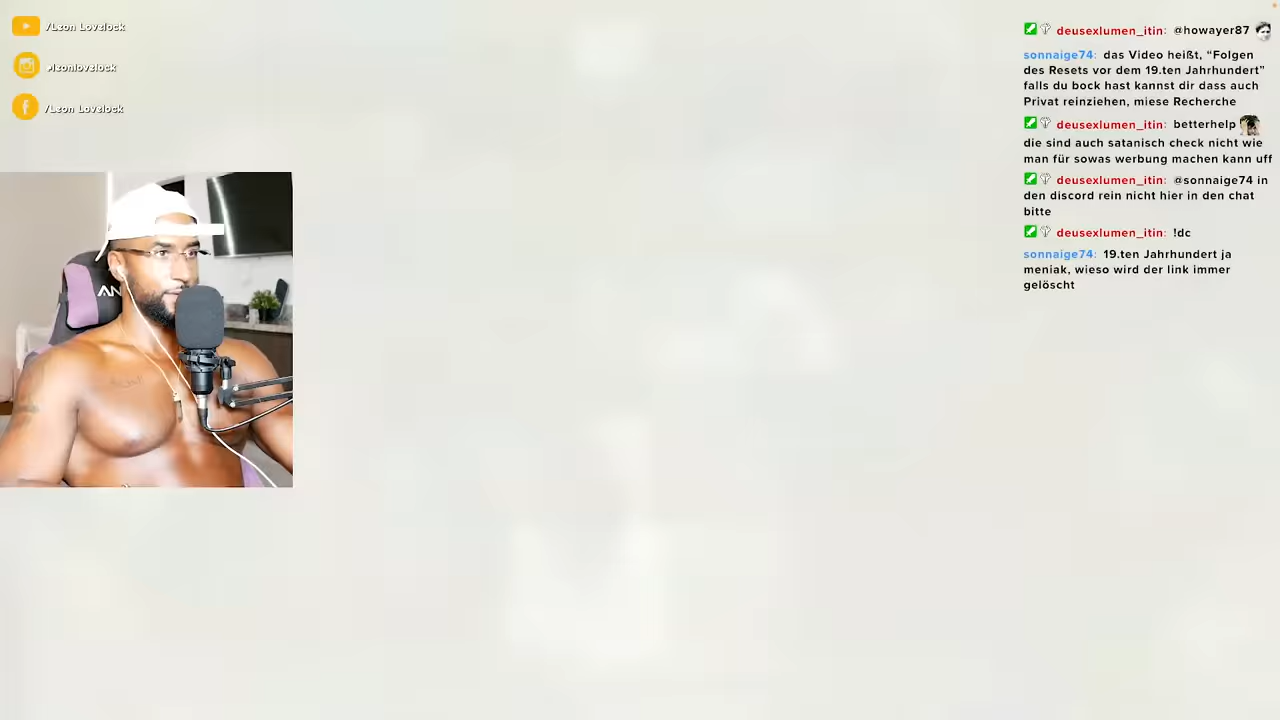 /Leon Lovelock
leonlovelock
/Leon Lovelock
AN
deusexlumen_itin: @howayer87
sonnaige74: das Video heißt, “Folgen
des Resets vor dem 19.ten Jahrhundert”
falls du bock hast kannst dir dass auch
Privat reinziehen, miese Recherche
deusexlumen_itin: betterhelp
die sind auch satanisch check nicht wie
man für sowas werbung machen kann uff
deusexlumen_itin: @sonnaige74 in
den discord rein nicht hier in den chat
bitte
deusexlumen_itin: !dc
sonnaige74: 19.ten Jahrhundert ja
meniak, wieso wird der link immer
gelöscht